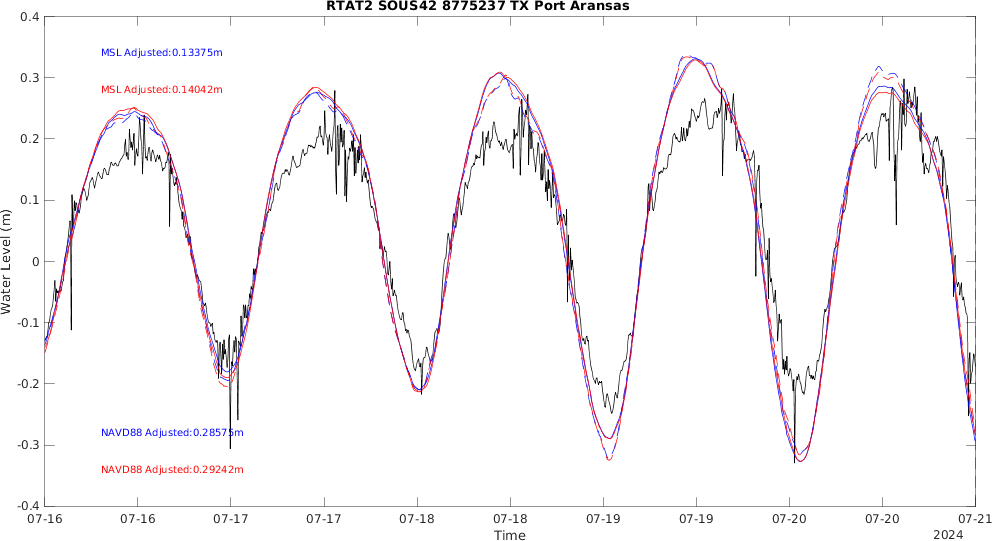 RTAT2 SOUS42 8775237 TX Port Aransas
0.4
MSL Adjusted:0.13375m
0.3
MSL Adjusted:0.14042m
0.2
0.1
0
Water Level (m)
-0.1
-0.2
NAVD88 Adjusted:0.28575m
-0.3
NAVD88 Adjusted:0.29242m
-0.4
07-16 07-16 07-17 07-17 07-18 07-18 07-19 07-19 07-20 07-20 07-21
Time
2024